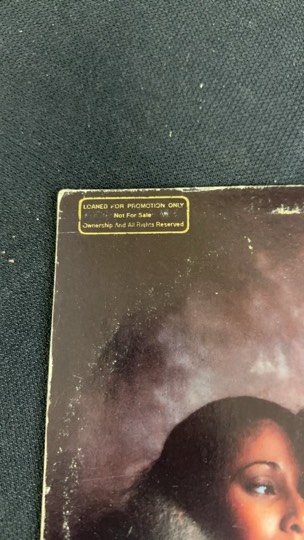 LOANED FOR PROMOTION ONLY
Not For Sale
Ownership And All Rights Reserved